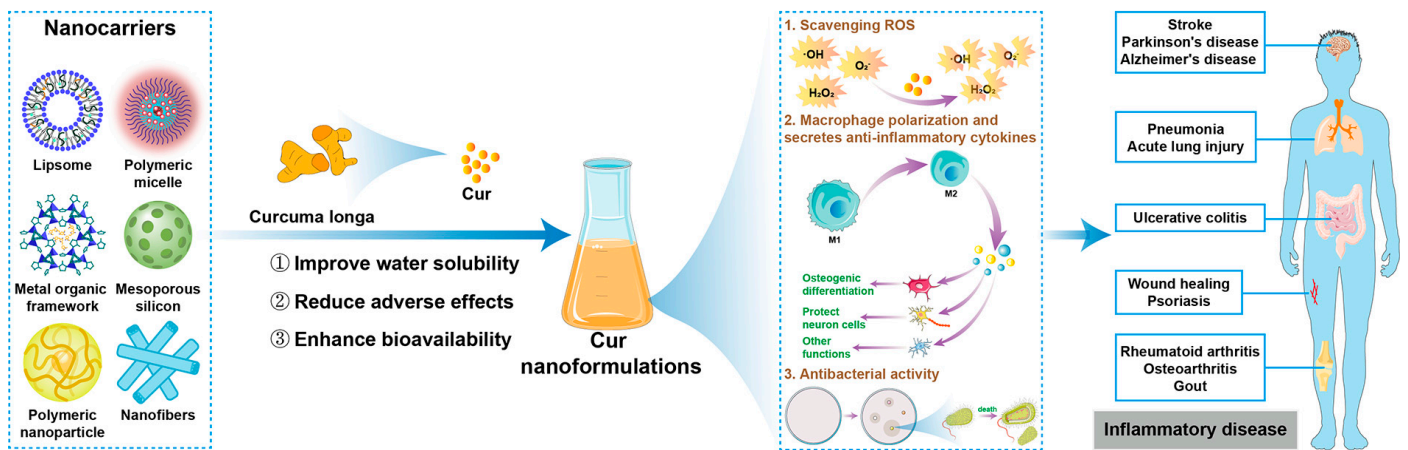 Nanocarriers
Lipsome
Polymeric
micelle
Metal organic
framework
Mesoporous
silicon
Polymeric
nanoparticle
Nanofibers
Curcuma longa
Cur
① Improve water solubility
② Reduce adverse effects
③ Enhance bioavailability
Cur
nanoformulations
1. Scavenging ROS
·OH
O₂⁻
H₂O₂
·OH
O₂⁻
H₂O₂
2. Macrophage polarization and
secretes anti-inflammatory cytokines
M1
M2
Osteogenic
differentiation
Protect
neuron cells
Other
functions
3. Antibacterial activity
death
Stroke
Parkinson's disease
Alzheimer's disease
Pneumonia
Acute lung injury
Ulcerative colitis
Wound healing
Psoriasis
Rheumatoid arthritis
Osteoarthritis
Gout
Inflammatory disease